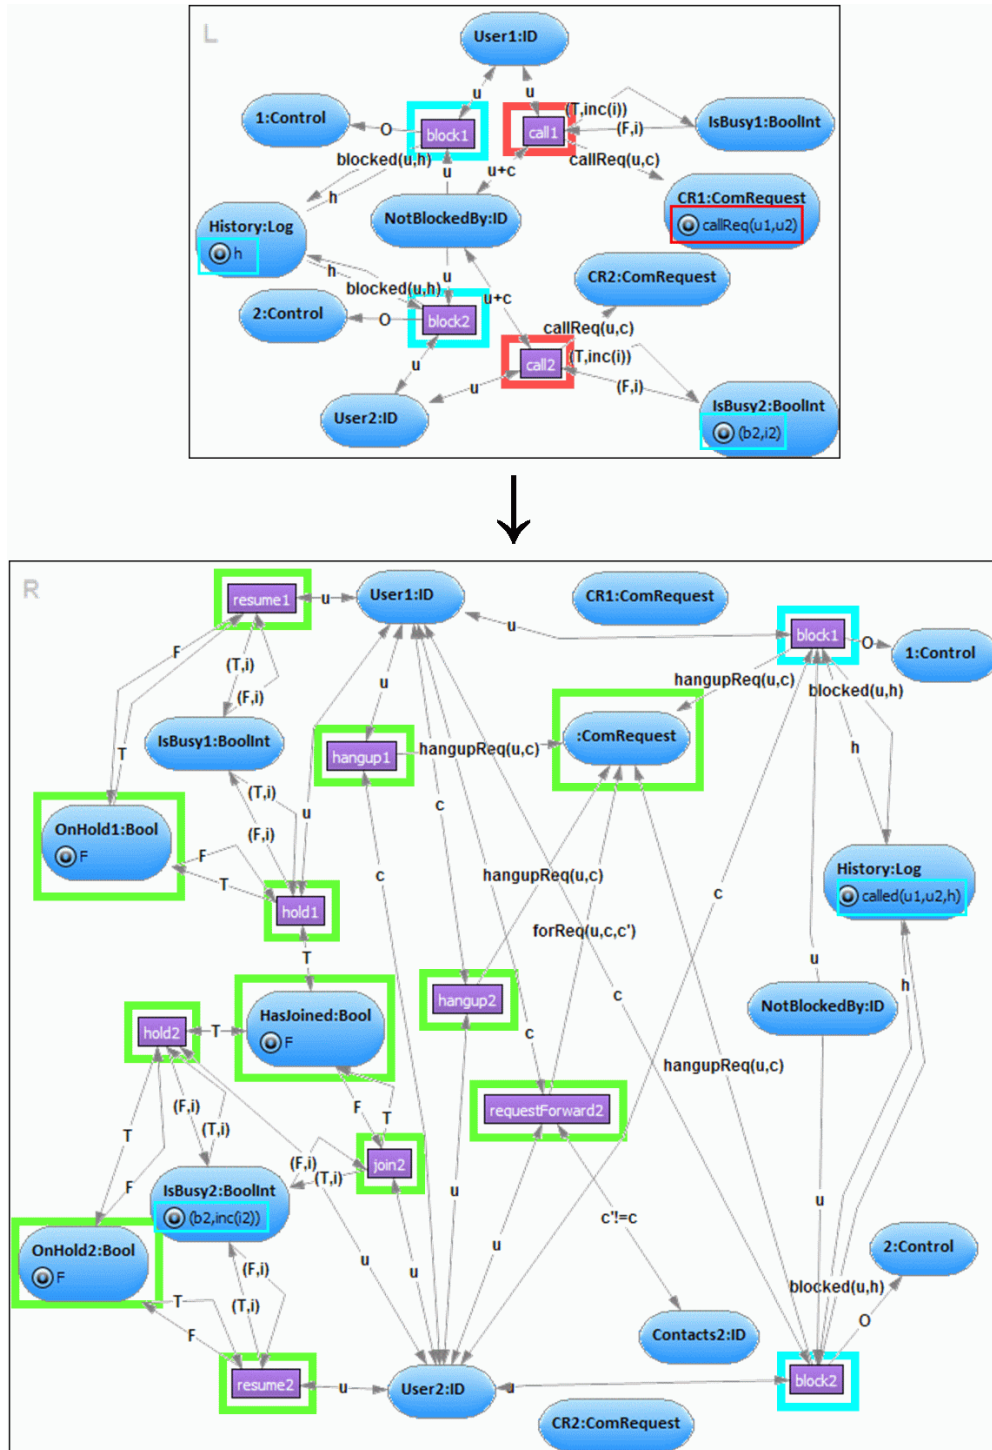 L
User1:ID
u
u
(T,inc(i))
1:Control
O
block1
call1
(F,i)
IsBusy1:BoolInt
blocked(u,h)
h
u
u+c
callReq(u,c)
CR1:ComRequest
callReq(u1,u2)
History:Log
h
NotBlockedBy:ID
h
blocked(u,h)
u
CR2:ComRequest
2:Control
O
block2
u+c
callReq(u,c)
u
call2
(T,inc(i))
u
(F,i)
User2:ID
IsBusy2:BoolInt
(b2,i2)
R
resume1
u
User1:ID
CR1:ComRequest
F
(T,i)
(F,i)
u
block1
O
1:Control
u
hangupReq(u,c)
blocked(u,h)
IsBusy1:BoolInt
T
hangup1
hangupReq(u,c)
:ComRequest
h
(T,i)
u
c
OnHold1:Bool
F
(F,i)
F
T
c
hangupReq(u,c)
c
History:Log
called(u1,u2,h)
hold1
forReq(u,c,c')
T
u
h
HasJoined:Bool
F
hangup2
c
c
NotBlockedBy:ID
hold2
T
hangupReq(u,c)
F
T
requestForward2
(F,i)
(T,i)
T
F
(F,i)
(T,i)
join2
IsBusy2:BoolInt
(b2,inc(i2))
u
u
c'!=c
OnHold2:Bool
F
u
u
u
2:Control
T
(F,i)
(T,i)
blocked(u,h)
F
O
Contacts2:ID
resume2
u
User2:ID
u
block2
CR2:ComRequest